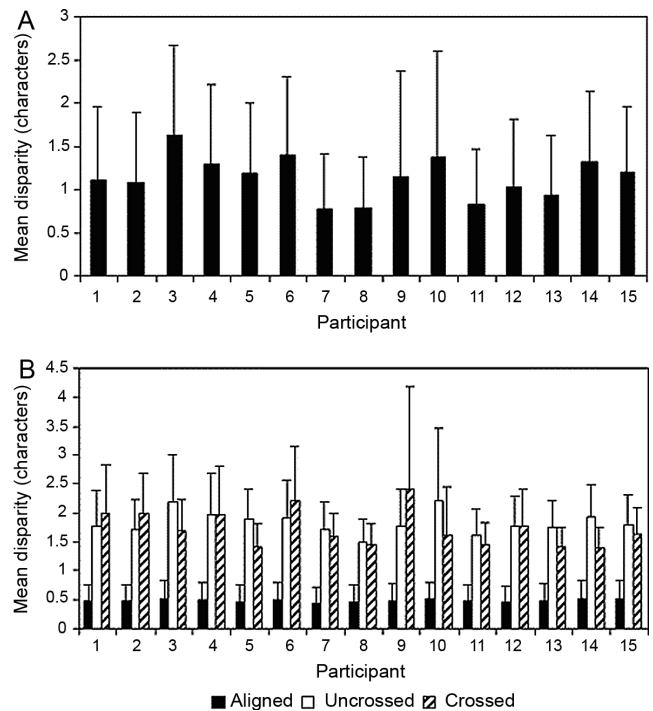 A
Mean disparity (characters)
3
2.5
2
1.5
1
0.5
0
1 2 3 4 5 6 7 8 9 10 11 12 13 14 15
Participant
B
Mean disparity (characters)
4.5
4
3.5
3
2.5
2
1.5
1
0.5
0
1 2 3 4 5 6 7 8 9 10 11 12 13 14 15
Participant
Aligned Uncrossed Crossed